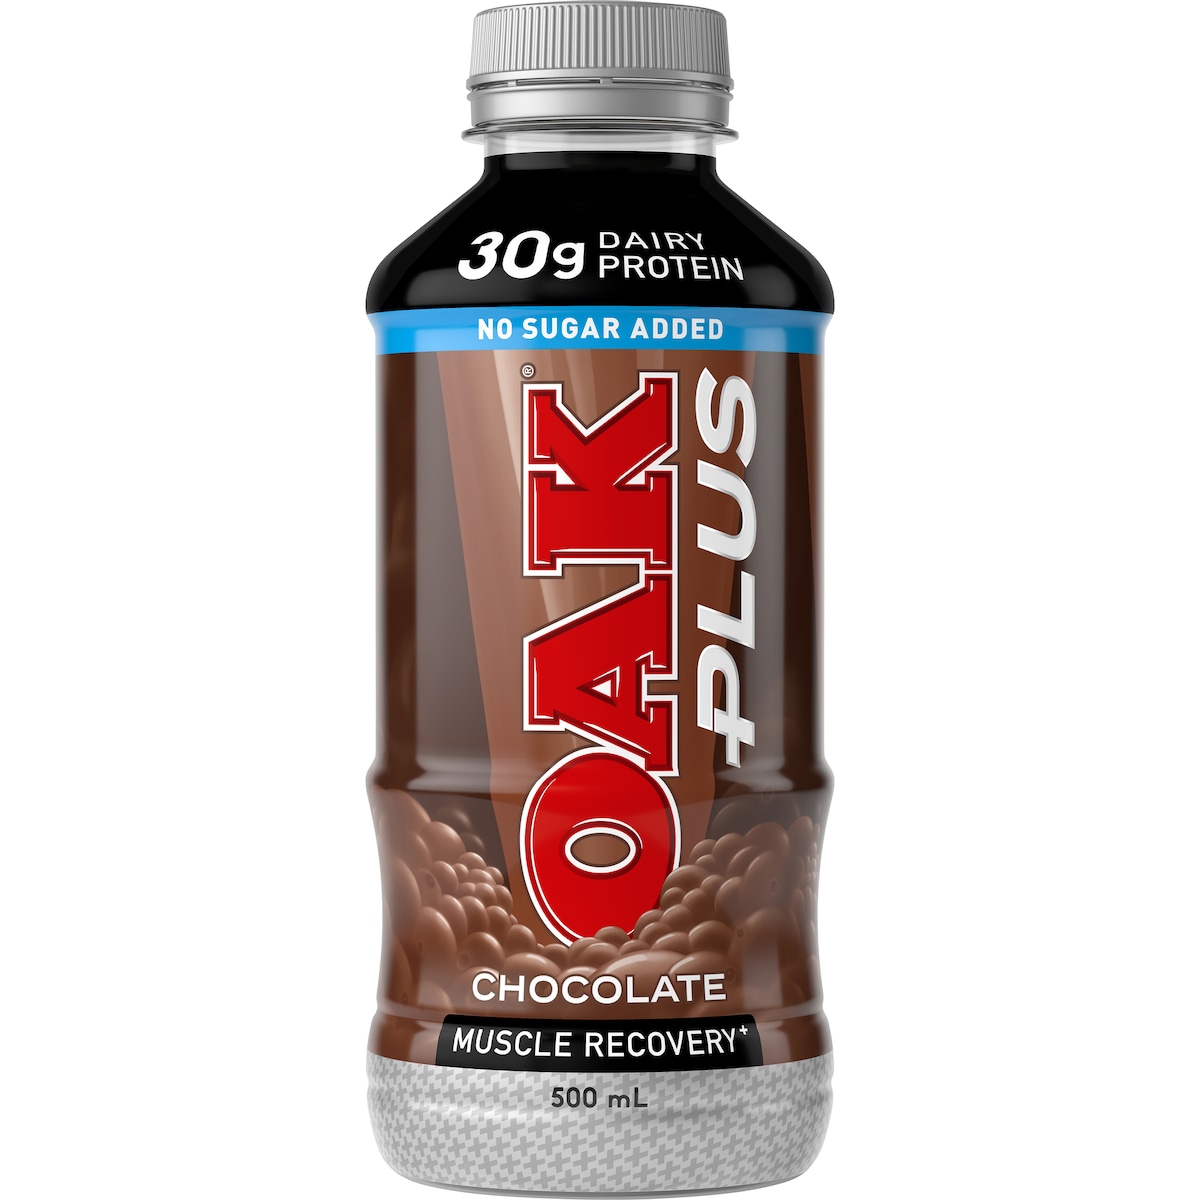 30g DAIRY
PROTEIN
NO SUGAR ADDED
OAK®
PLUS
CHOCOLATE
MUSCLE RECOVERY+
500 mL